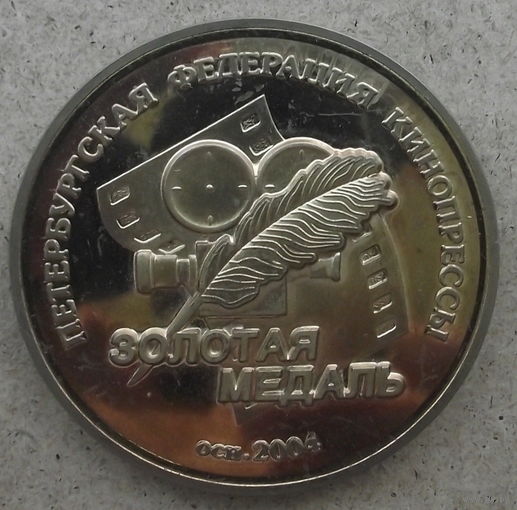 ПЕТЕРБУРГСКАЯ ФЕДЕРАЦИЯ КИНОПРЕССЫ
ЗОЛОТАЯ
МЕДАЛЬ
осн.2004